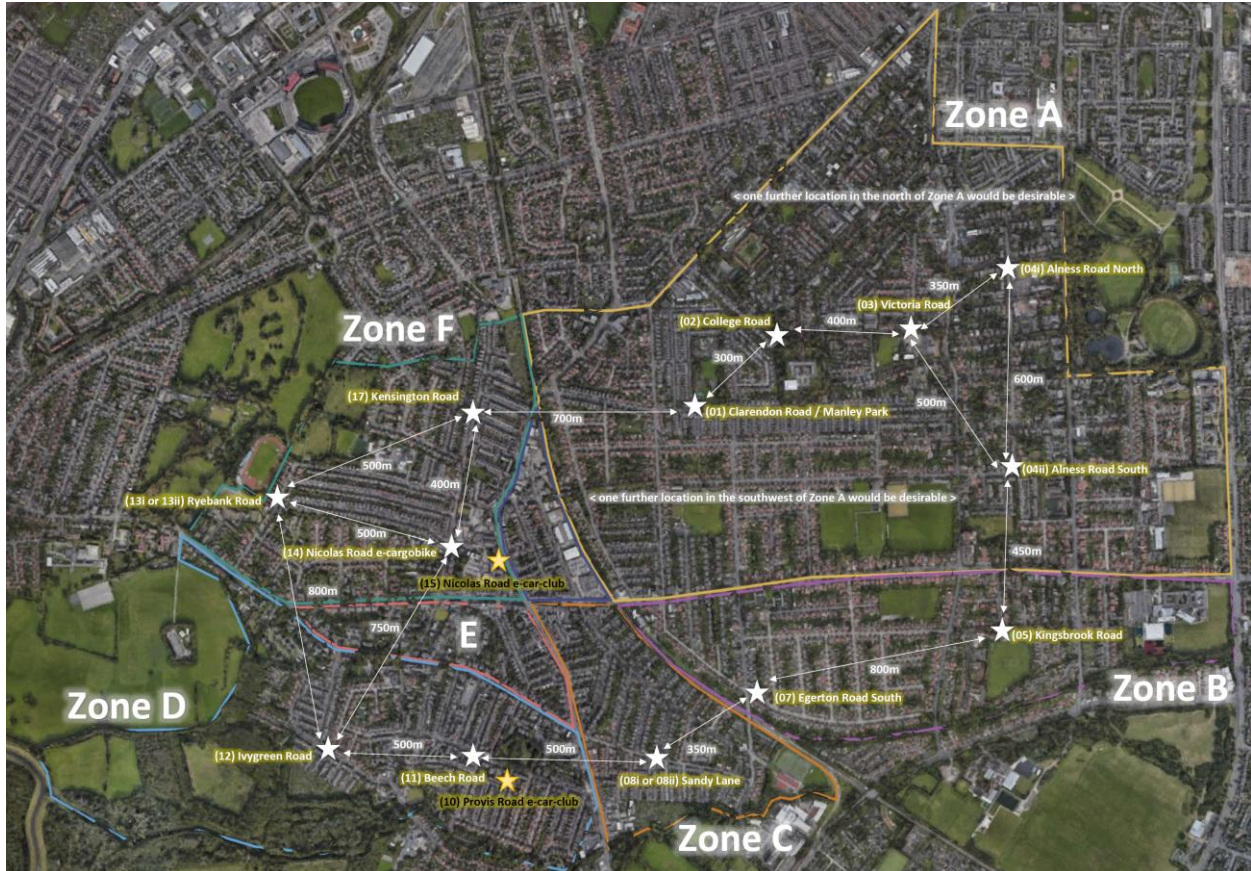 Zone A
< one further location in the north of Zone A would be desirable >
(04i) Alness Road North
350m
(03) Victoria Road
(02) College Road
400m
Zone F
300m
600m
(17) Kensington Road
700m
(01) Clarendon Road / Manley Park
500m
500m
(04ii) Alness Road South
400m
(13i or 13ii) Ryebank Road
< one further location in the southwest of Zone A would be desirable >
500m
(14) Nicolas Road e-cargobike
450m
(15) Nicolas Road e-car-club
800m
750m
E
(05) Kingsbrook Road
800m
Zone B
Zone D
(07) Egerton Road South
(12) Ivygreen Road
500m
500m
350m
(11) Beech Road
(08i or 08ii) Sandy Lane
(10) Provis Road e-car-club
Zone C